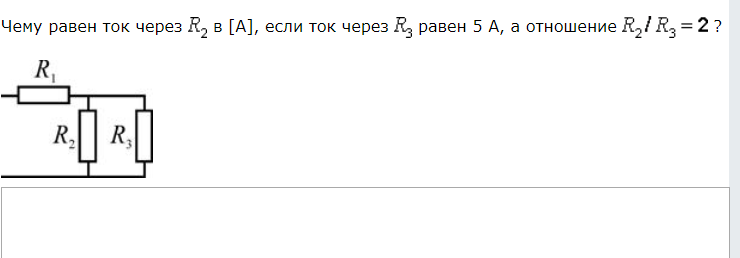 Чему равен ток через R₂ в [А], если ток через R₃ равен 5 А, а отношение R₂/ R₃ = 2 ?
R₁
R₂ R₃